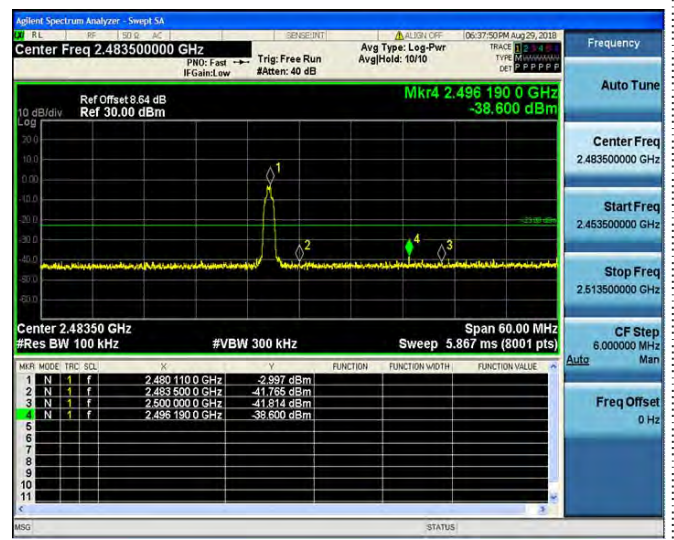 Agilent Spectrum Analyzer - Swept SA
RL RF 50 Ω AC SENSE:INT ALIGN OFF 06:37:50 PM Aug 29, 2018
Center Freq 2.483500000 GHz
PNO: Fast
IFGain:Low
Trig: Free Run
#Atten: 40 dB
Avg Type: Log-Pwr
Avg|Hold: 10/10
TRACE 1 2 3 4 5 6
TYPE
DET P P P P P P
Ref Offset 8.64 dB
10 dB/div Ref 30.00 dBm
Log
Mkr4 2.496 190 0 GHz
-38.600 dBm
20.0
10.0
0.00
-10.0
-20.0
-30.0
-40.0
-50.0
-60.0
1
2
4
3
Center 2.48350 GHz
#Res BW 100 kHz
#VBW 300 kHz
Span 60.00 MHz
Sweep 5.867 ms (8001 pts)
MKR MODE TRC SCL X Y FUNCTION FUNCTION WIDTH FUNCTION VALUE
1 N 1 f 2.480 110 0 GHz -2.997 dBm
2 N 1 f 2.483 500 0 GHz -41.765 dBm
3 N 1 f 2.500 000 0 GHz -41.814 dBm
4 N 1 f 2.496 190 0 GHz -38.600 dBm
5
6
7
8
9
10
11
MSG STATUS
Frequency
Auto Tune
Center Freq
2.483500000 GHz
Start Freq
2.453500000 GHz
Stop Freq
2.513500000 GHz
CF Step
6.000000 MHz
Auto Man
Freq Offset
0 Hz